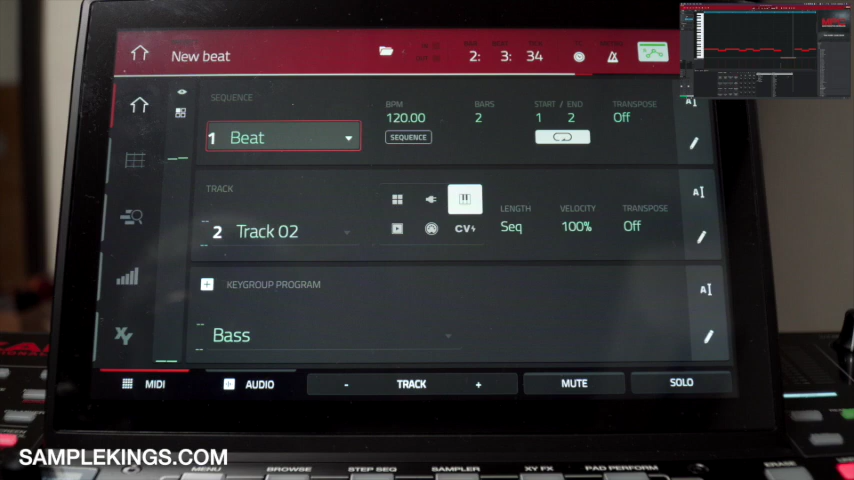 New beat
2: 3: 34
SEQUENCE
1 Beat
BPM
120.00
SEQUENCE
BARS
2
START / END
1 2
TRANSPOSE
Off
TRACK
2 Track 02
CV
LENGTH
Seq
VELOCITY
100%
TRANSPOSE
Off
KEYGROUP PROGRAM
Bass
XY
MIDI
AUDIO
- TRACK +
MUTE
SOLO
SAMPLEKINGS.COM
MENU
BROWSE
STEP SEQ
SAMPLER
XY FX
PAD PERFORM
ERASE